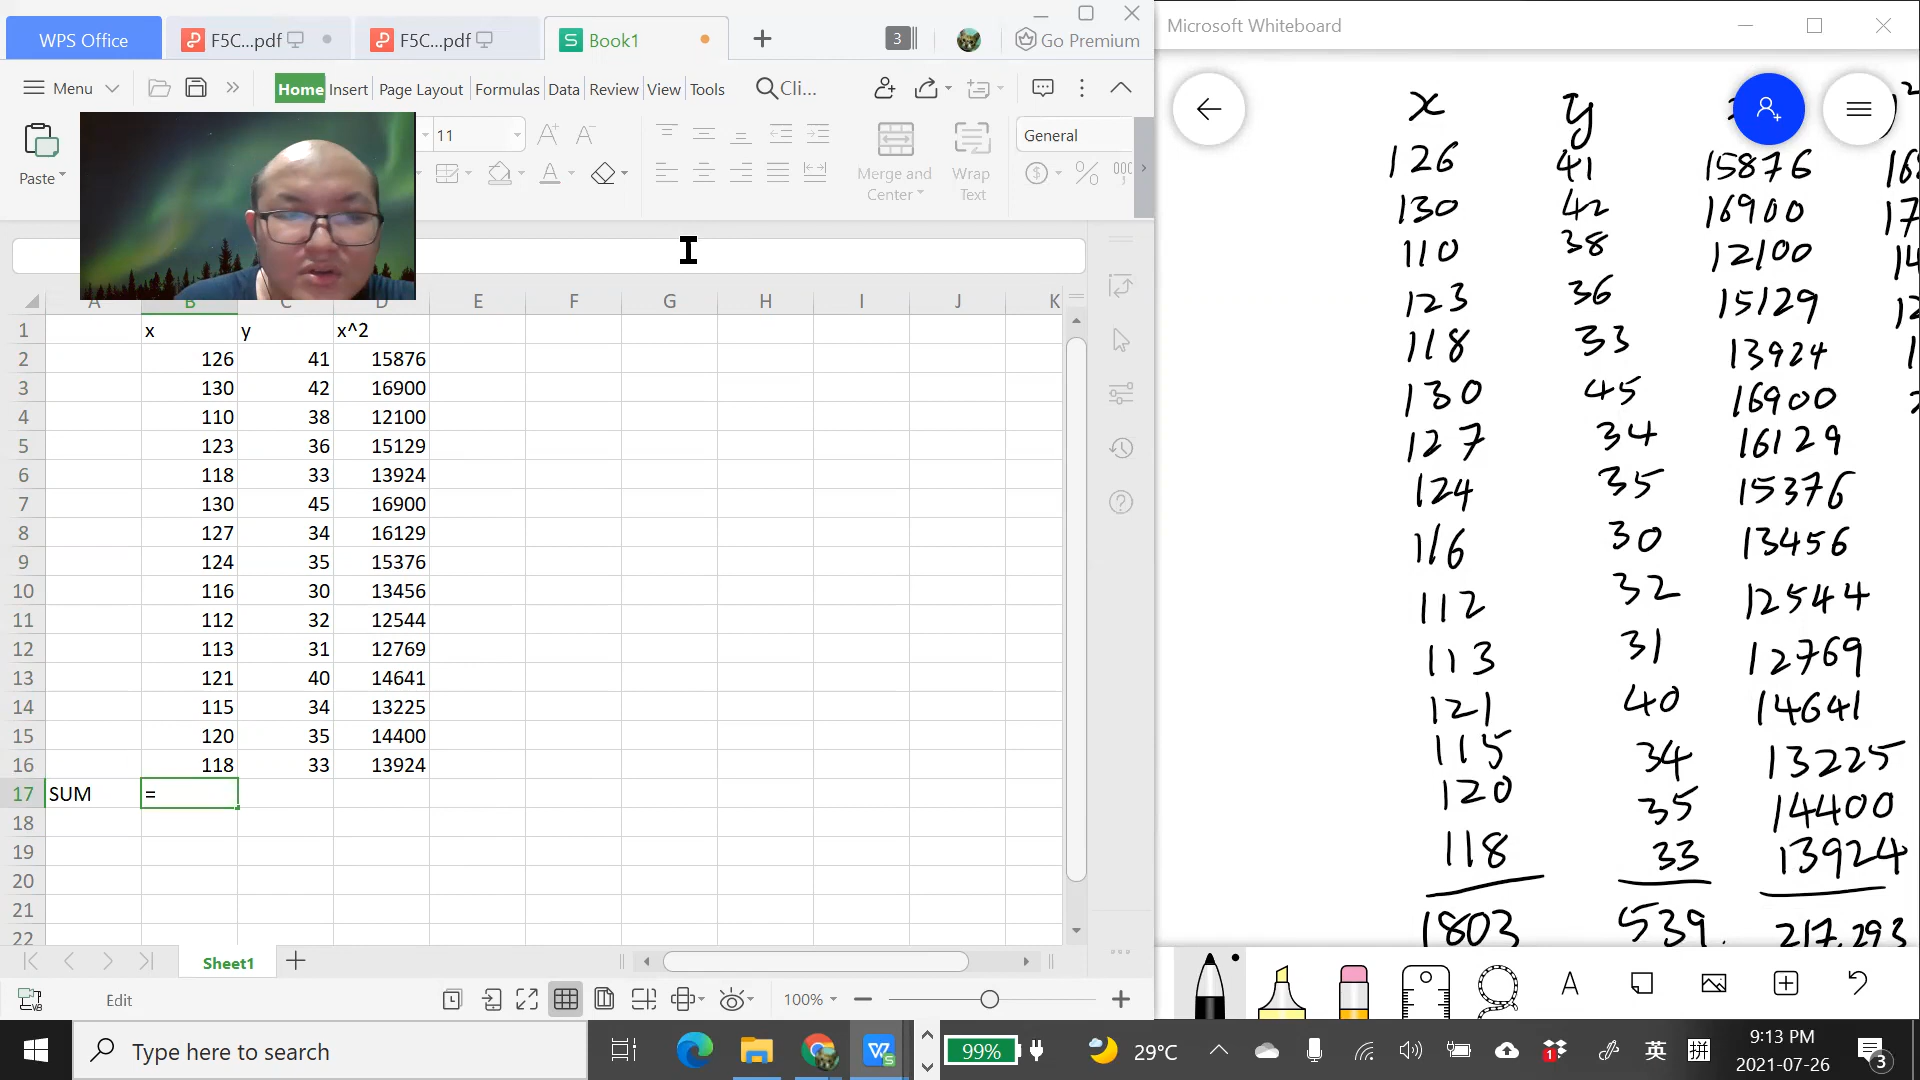 WPS Office F5C...pdf F5C...pdf Book1 3 Go Premium
Menu Home Insert Page Layout Formulas Data Review View Tools Cli...
Paste 11 Merge and Center Wrap Text General
A B C D E F G H I J K
1 x y x^2
2 126 41 15876
3 130 42 16900
4 110 38 12100
5 123 36 15129
6 118 33 13924
7 130 45 16900
8 127 34 16129
9 124 35 15376
10 116 30 13456
11 112 32 12544
12 113 31 12769
13 121 40 14641
14 115 34 13225
15 120 35 14400
16 118 33 13924
17 SUM =
18
19
20
21
22
Sheet1
Edit 100%
Microsoft Whiteboard
x y
126 41 15876
130 42 16900
110 38 12100
123 36 15129
118 33 13924
130 45 16900
127 34 16129
124 35 15376
116 30 13456
112 32 12544
113 31 12769
121 40 14641
115 34 13225
120 35 14400
118 33 13924
1803 539 217,293
Type here to search
99% 29°C 英 拼 9:13 PM
2021-07-26 3